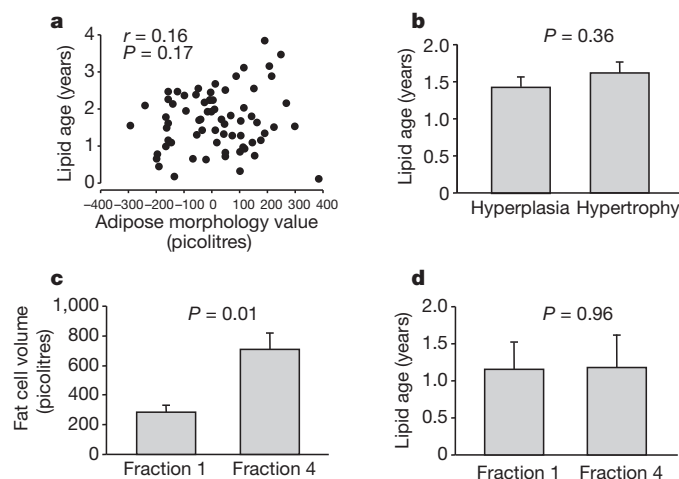 a
r = 0.16
P = 0.17
Lipid age (years)
4
3
2
1
0
–400 –300 –200 –100 0 100 200 300 400
Adipose morphology value
(picolitres)
b
P = 0.36
Lipid age (years)
2.0
1.5
1.0
0.5
0
Hyperplasia Hypertrophy
c
P = 0.01
Fat cell volume
(picolitres)
1,000
800
600
400
200
0
Fraction 1 Fraction 4
d
P = 0.96
Lipid age (years)
2.0
1.5
1.0
0.5
0
Fraction 1 Fraction 4